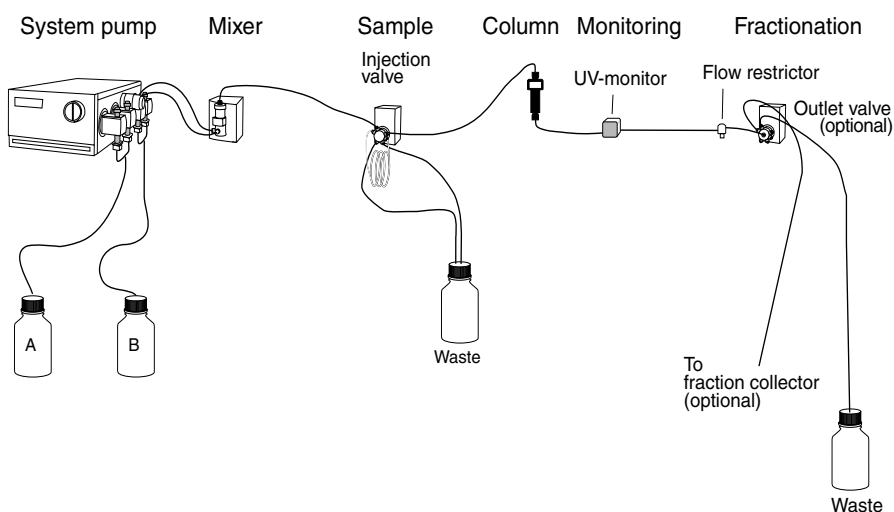 System pump
Mixer
Sample
Column
Monitoring
Fractionation
Injection
valve
UV-monitor
Flow restrictor
Outlet valve
(optional)
A
B
Waste
To
fraction collector
(optional)
Waste